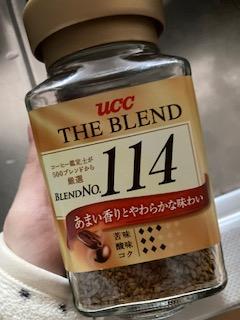 UCC
THE BLEND
コーヒー鑑定士が
500ブレンドから
厳選
BLEND NO. 114
あまい香りとやわらかな味わい
苦味
酸味
コク